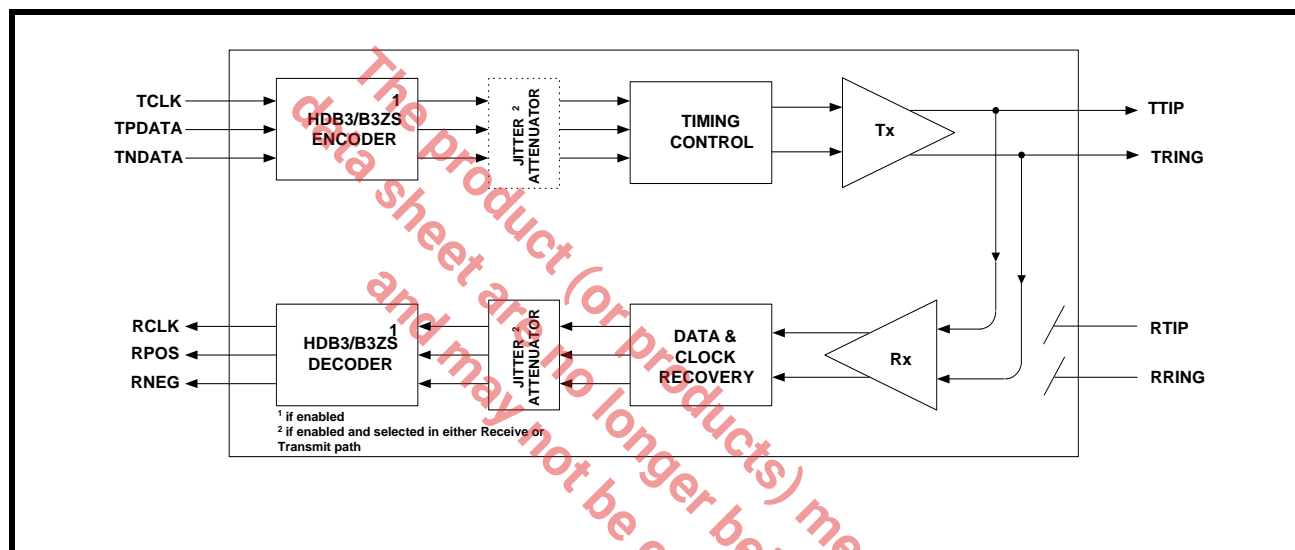 TCLK
TPDATA
TNDATA
1
HDB3/B3ZS
ENCODER
JITTER 2
ATTENUATOR
TIMING
CONTROL
Tx
TTIP
TRING
RCLK
RPOS
RNEG
1
HDB3/B3ZS
DECODER
JITTER 2
ATTENUATOR
DATA &
CLOCK
RECOVERY
Rx
RTIP
RRING
1 if enabled
2 if enabled and selected in either Receive or
Transmit path
The product (or products) me
data sheet are no longer be
and may not be